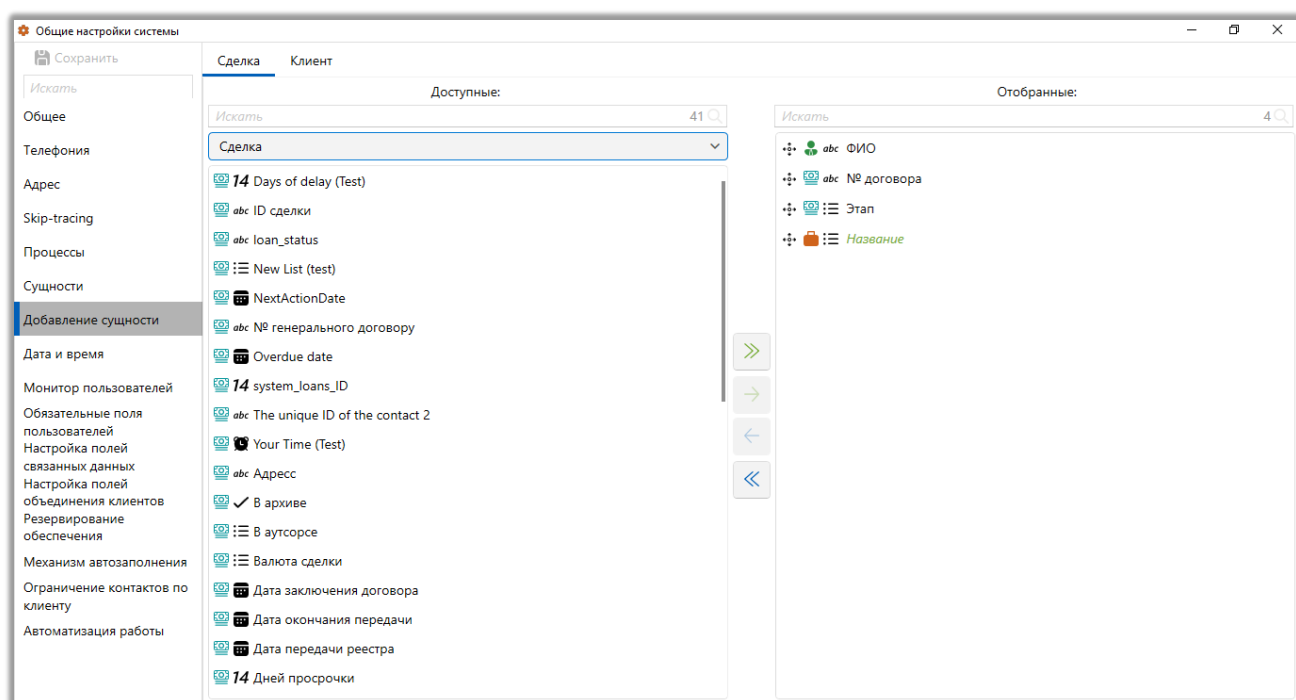 Общие настройки системы
Сохранить
Искать
Общее
Телефония
Адрес
Skip-tracing
Процессы
Сущности
Добавление сущности
Дата и время
Монитор пользователей
Обязательные поля
пользователей
Настройка полей
связанных данных
Настройка полей
объединения клиентов
Резервирование
обеспечения
Механизм автозаполнения
Ограничение контактов по
клиенту
Автоматизация работы
Сделка Клиент
Доступные:
Искать 41
Сделка
14 Days of delay (Test)
abc ID сделки
abc loan_status
New List (test)
NextActionDate
abc № генерального договору
Overdue date
14 system_loans_ID
abc The unique ID of the contact 2
Your Time (Test)
abc Адресс
В архиве
В аутсорсе
Валюта сделки
Дата заключения договора
Дата окончания передачи
Дата передачи реестра
14 Дней просрочки
Отобранные:
Искать 4
abc ФИО
abc № договора
Этап
Название